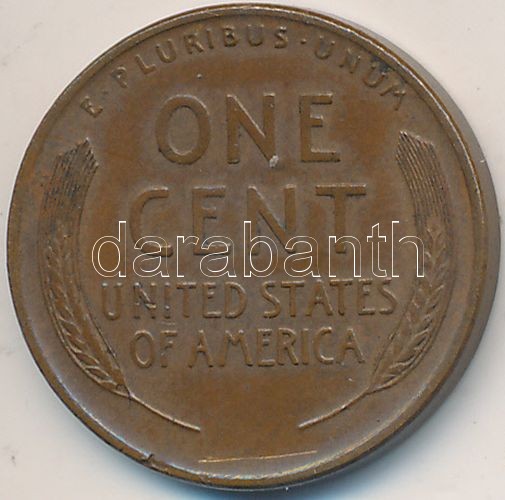 E·PLURIBUS·UNUM
ONE
CENT
darabanth
UNITED STATES
OF AMERICA